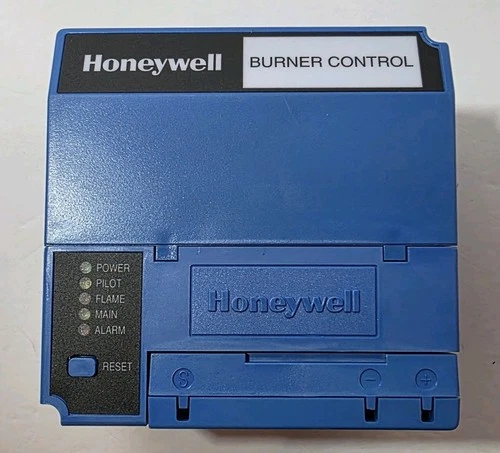 Honeywell
BURNER CONTROL
POWER
PILOT
FLAME
MAIN
ALARM
RESET
Honeywell
S
-
+